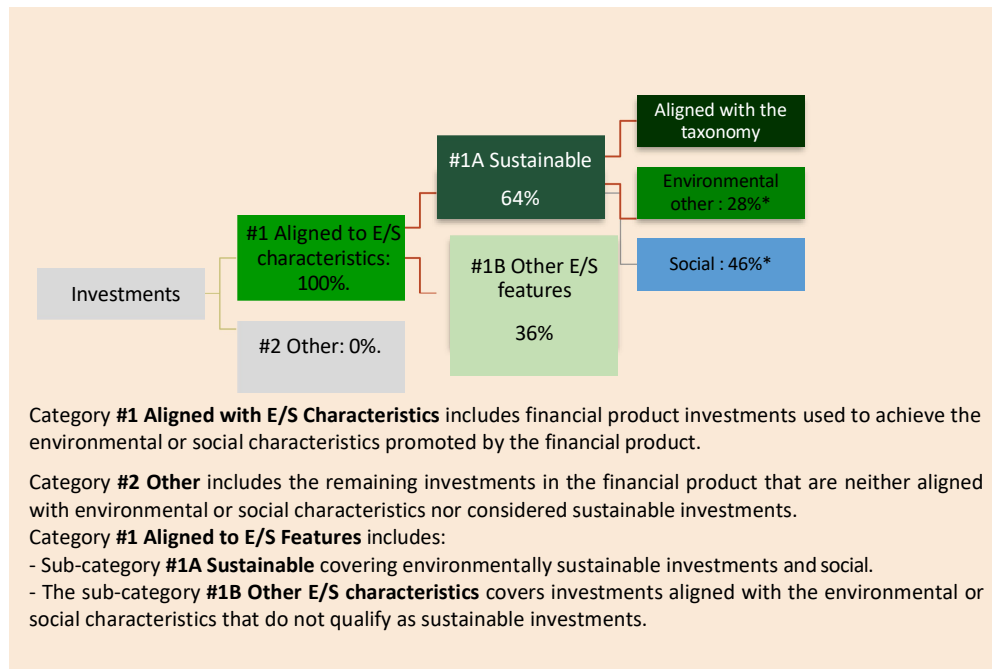 Aligned with the
taxonomy
#1A Sustainable
64%
Environmental
other : 28%*
#1 Aligned to E/S
characteristics:
100%.
Social : 46%*
#1B Other E/S
features
36%
Investments
#2 Other: 0%.
Category #1 Aligned with E/S Characteristics includes financial product investments used to achieve the
environmental or social characteristics promoted by the financial product.
Category #2 Other includes the remaining investments in the financial product that are neither aligned
with environmental or social characteristics nor considered sustainable investments.
Category #1 Aligned to E/S Features includes:
- Sub-category #1A Sustainable covering environmentally sustainable investments and social.
- The sub-category #1B Other E/S characteristics covers investments aligned with the environmental or
social characteristics that do not qualify as sustainable investments.